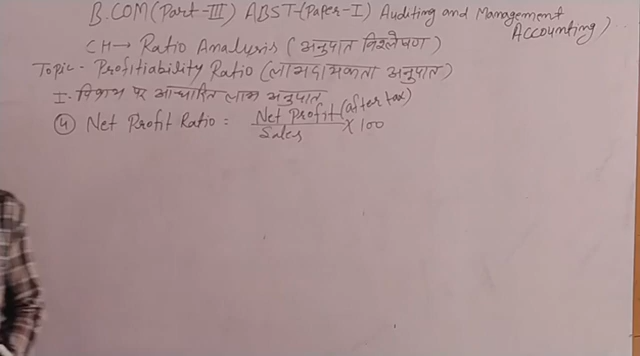 B.COM (Part-III) ABST-(Paper-I) Auditing and Management Accounting)
CH→ Ratio Analysis (अनुपात विश्लेषण)
Topic- Profitiability Ratio (लाभदायकता अनुपात)
I- विक्रय पर आधारित लाभ अनुपात
④ Net Profit Ratio: Net Profit (after tax)
Sales × 100